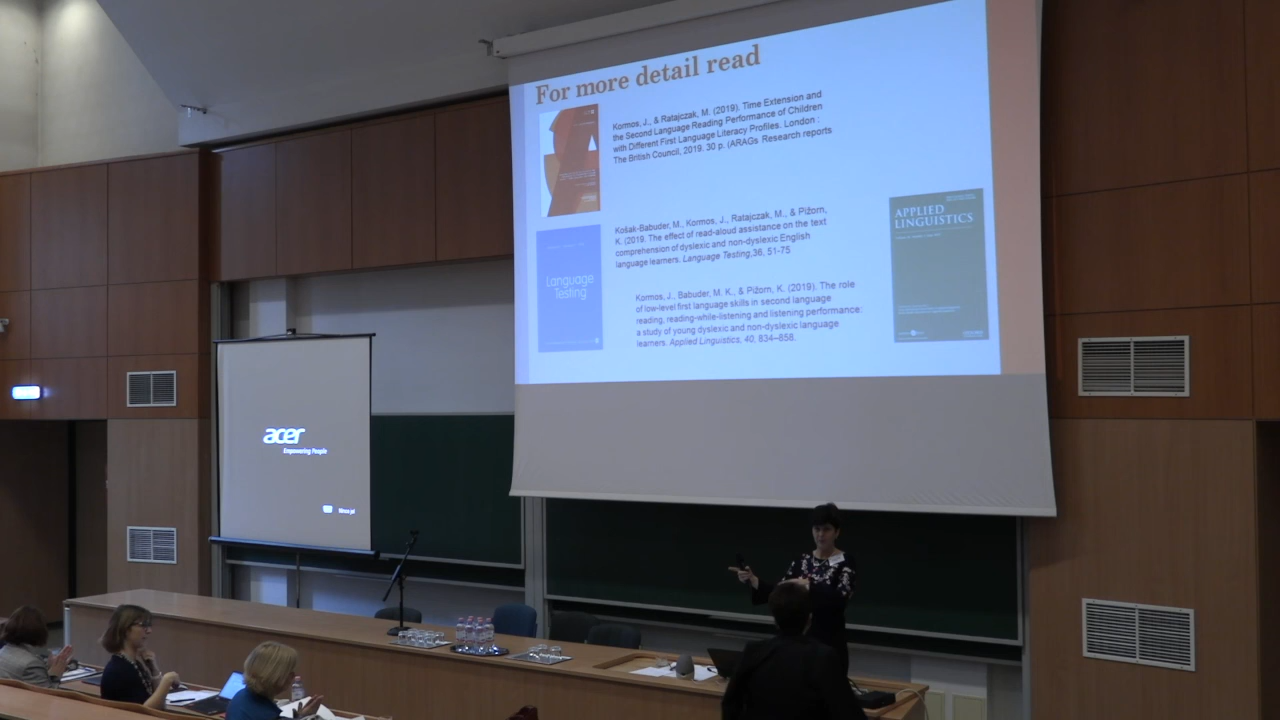 For more detail read
Kormos, J., & Ratajczak, M. (2019). Time Extension and
the Second Language Reading Performance of Children
with Different First Language Literacy Profiles. London :
The British Council, 2019. 30 p. (ARAGs Research reports
Košak-Babuder, M., Kormos, J., Ratajczak, M., & Pižorn,
K. (2019. The effect of read-aloud assistance on the text
comprehension of dyslexic and non-dyslexic English
language learners. Language Testing,36, 51-75
Language
Testing
APPLIED
LINGUISTICS
Kormos, J., Babuder, M. K., & Pižorn, K. (2019). The role
of low-level first language skills in second language
reading, reading-while-listening and listening performance:
a study of young dyslexic and non-dyslexic language
learners. Applied Linguistics, 40, 834–858.
acer
Empowering People